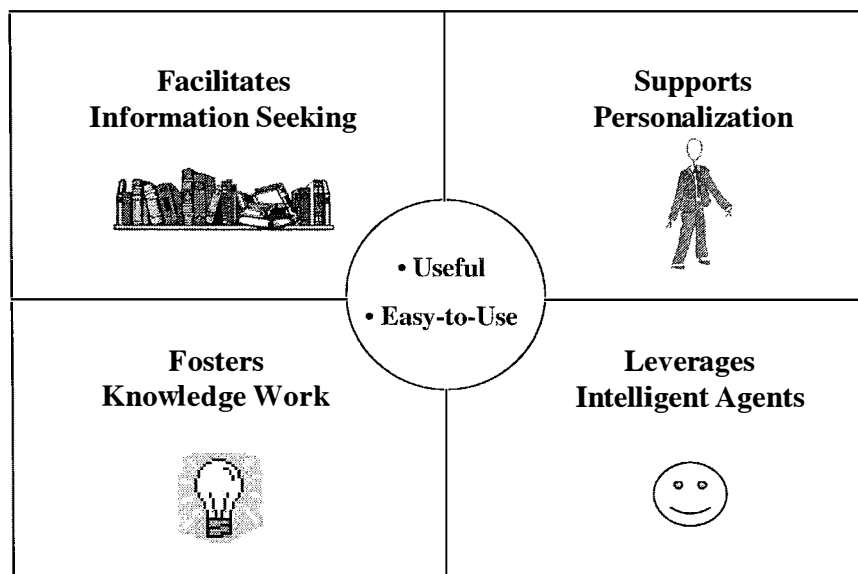 Facilitates
Information Seeking
Supports
Personalization
• Useful
• Easy-to-Use
Fosters
Knowledge Work
Leverages
Intelligent Agents